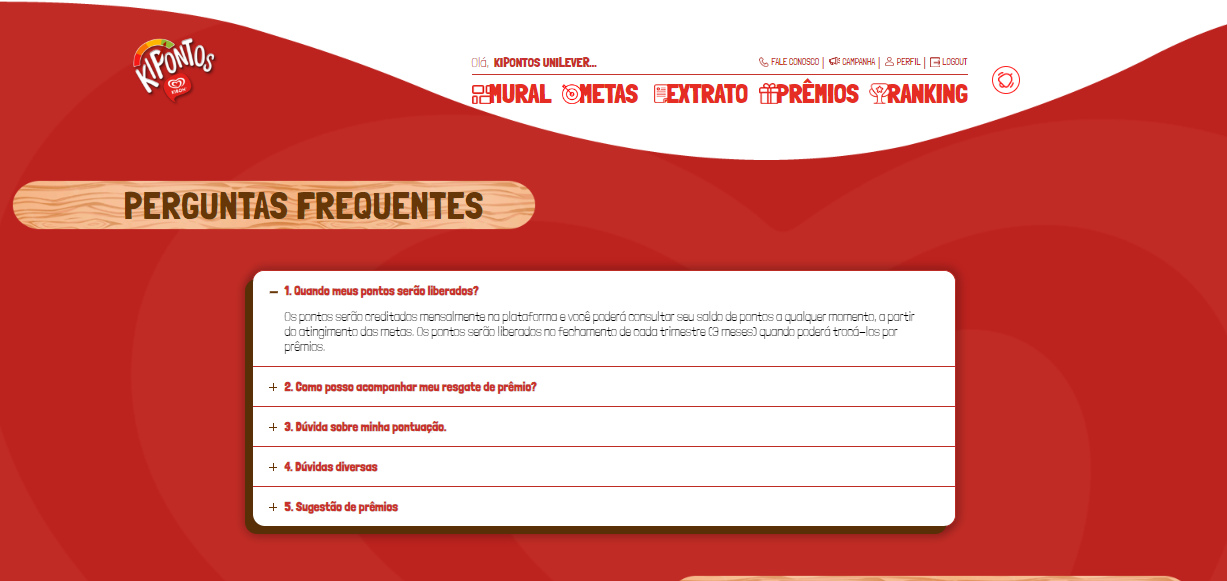 KIPONTOS
KIBON
Olá, KIPONTOS UNILEVER...
FALE CONOSCO | CAMPANHA | PERFIL | LOGOUT
MURAL METAS EXTRATO PRÊMIOS RANKING
PERGUNTAS FREQUENTES
1. Quando meus pontos serão liberados?
Os pontos serão creditados mensalmente na plataforma e você poderá consultar seu saldo de pontos a qualquer momento, a partir
do atingimento das metas. Os pontos serão liberados no fechamento de cada trimestre (3 meses) quando poderá trocá-los por
prêmios.
2. Como posso acompanhar meu resgate de prêmio?
3. Dúvida sobre minha pontuação.
4. Dúvidas diversas
5. Sugestão de prêmios